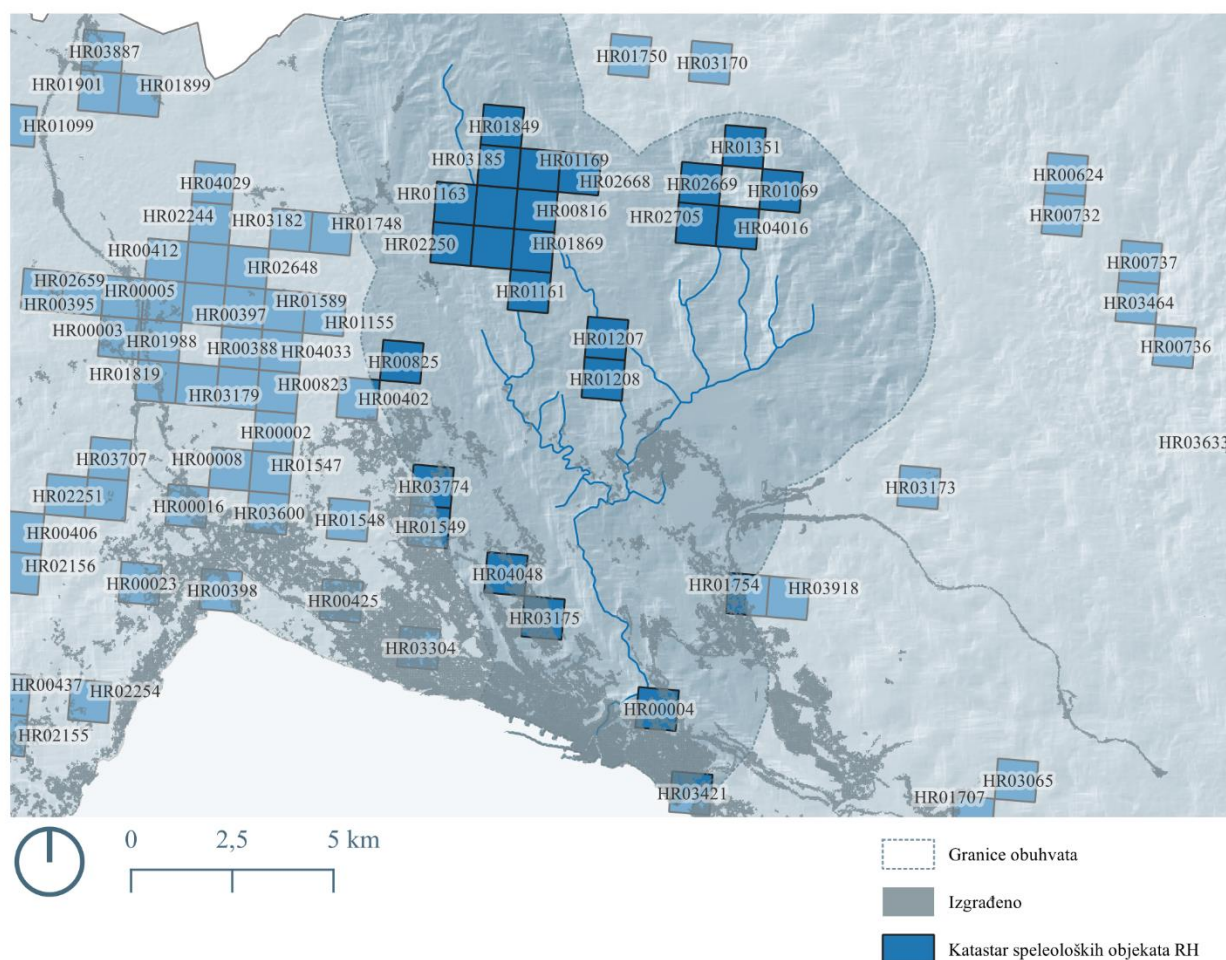 HR03887
HR01750
HR03170
HR01901
HR01899
HR01099
HR01849
HR01351
HR03185
HR01169
HR02668
HR02669
HR01069
HR04029
HR01163
HR00624
HR02244
HR03182
HR01748
HR00816
HR02705
HR04016
HR00732
HR00412
HR02250
HR01869
HR02648
HR00737
HR02659
HR00005
HR01161
HR00395
HR00397
HR01589
HR03464
HR00003
HR01155
HR01988
HR00388
HR04033
HR01207
HR00736
HR00825
HR01819
HR03179
HR00823
HR00402
HR01208
HR00002
HR03633
HR03707
HR00008
HR01547
HR03774
HR03173
HR02251
HR00016
HR03600
HR01548
HR01549
HR00406
HR02156
HR00023
HR00398
HR00425
HR04048
HR01754
HR03918
HR03175
HR03304
HR00437
HR02254
HR02155
HR00004
HR03065
HR03421
HR01707
0
2,5
5 km
Granice obuhvata
Izgrađeno
Katastar speleoloških objekata RH